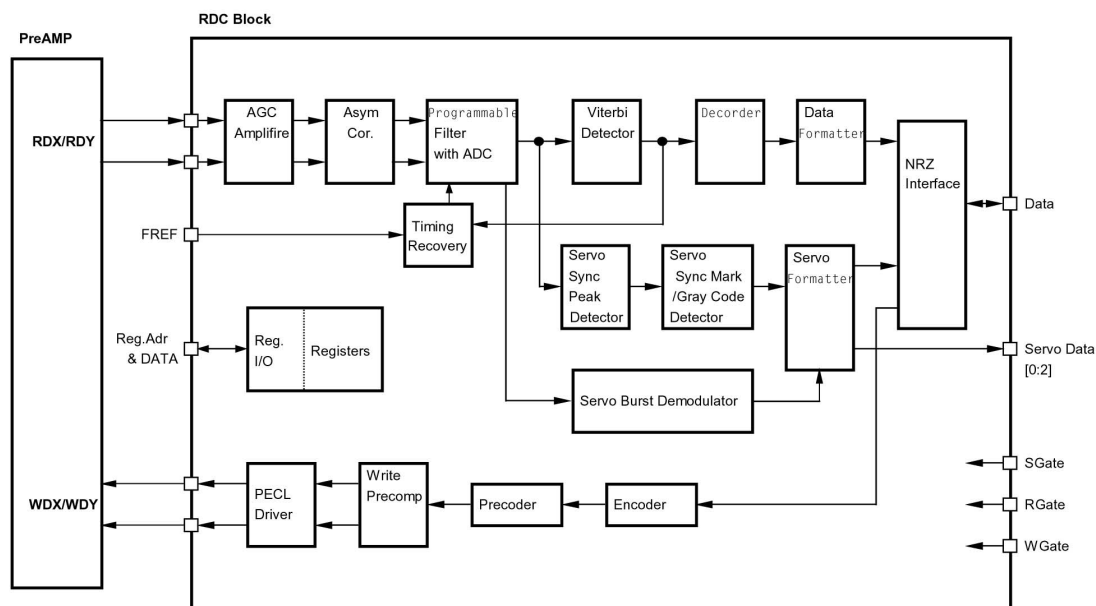 RDC Block
PreAMP
RDX/RDY
AGC
Amplifire
Asym
Cor.
Programmable
Filter
with ADC
Viterbi
Detector
Decorder
Data
Formatter
NRZ
Interface
Data
FREF
Timing
Recovery
Servo
Sync
Peak
Detector
Servo
Sync Mark
/Gray Code
Detector
Servo
Formatter
Reg.Adr
& DATA
Reg.
I/O
Registers
Servo Data
[0:2]
Servo Burst Demodulator
WDX/WDY
PECL
Driver
Write
Precomp
Precoder
Encoder
SGate
RGate
WGate